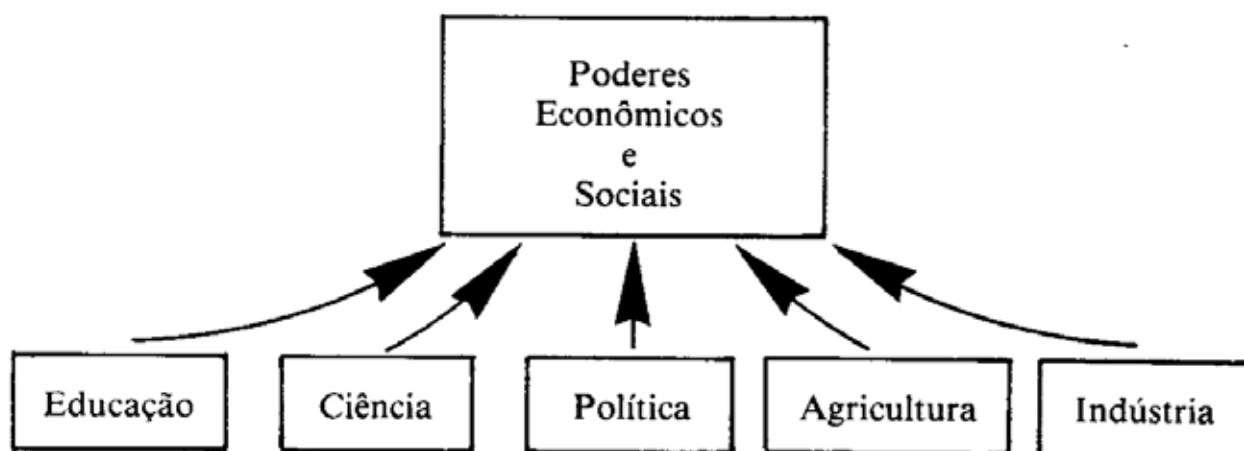 Poderes
Econômicos
e
Sociais
Educação
Ciência
Política
Agricultura
Indústria